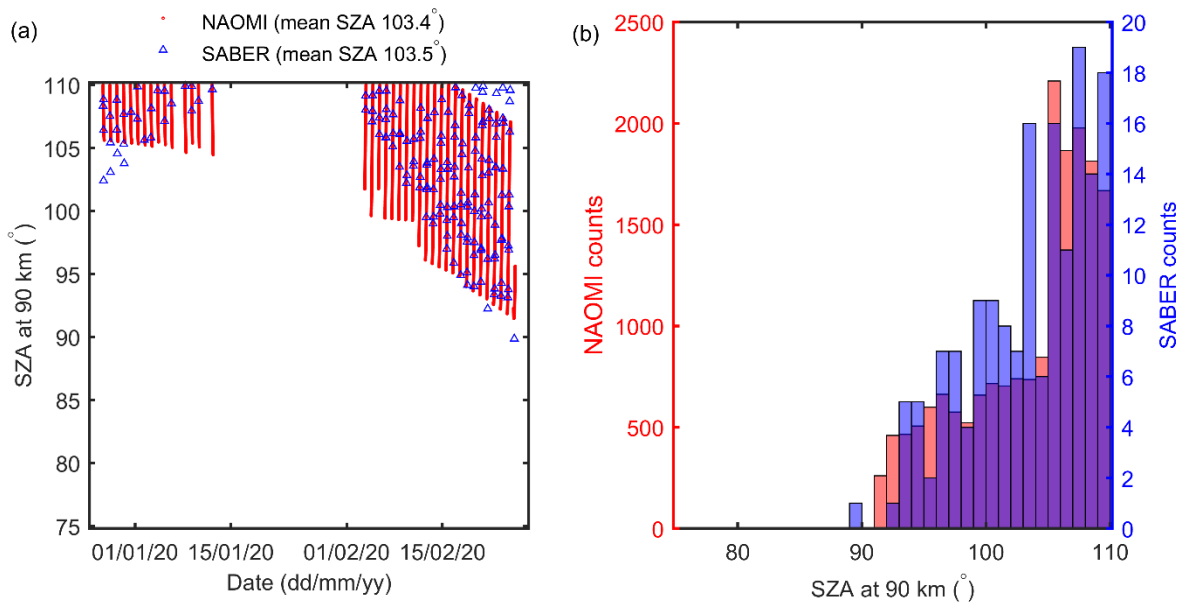 (a)
NAOMI (mean SZA 103.4°)
SABER (mean SZA 103.5°)
110
105
100
95
90
85
80
75
SZA at 90 km (°)
01/01/20 15/01/20 01/02/20 15/02/20
Date (dd/mm/yy)
(b)
2500
2000
1500
1000
500
0
NAOMI counts
20
18
16
14
12
10
8
6
4
2
0
SABER counts
80 90 100 110
SZA at 90 km (°)